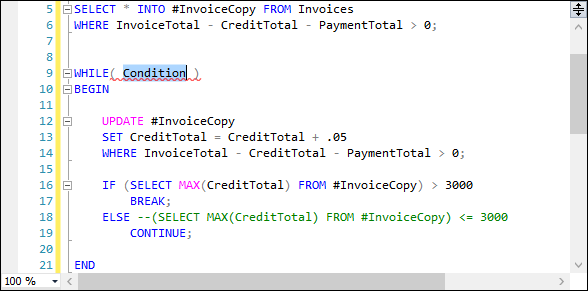 5 SELECT * INTO #InvoiceCopy FROM Invoices
6 WHERE InvoiceTotal - CreditTotal - PaymentTotal > 0;
7
8
9 WHILE( Condition )
10 BEGIN
11
12 UPDATE #InvoiceCopy
13 SET CreditTotal = CreditTotal + .05
14 WHERE InvoiceTotal - CreditTotal - PaymentTotal > 0;
15
16 IF (SELECT MAX(CreditTotal) FROM #InvoiceCopy) > 3000
17 BREAK;
18 ELSE --(SELECT MAX(CreditTotal) FROM #InvoiceCopy) <= 3000
19 CONTINUE;
20
21 END
100 %